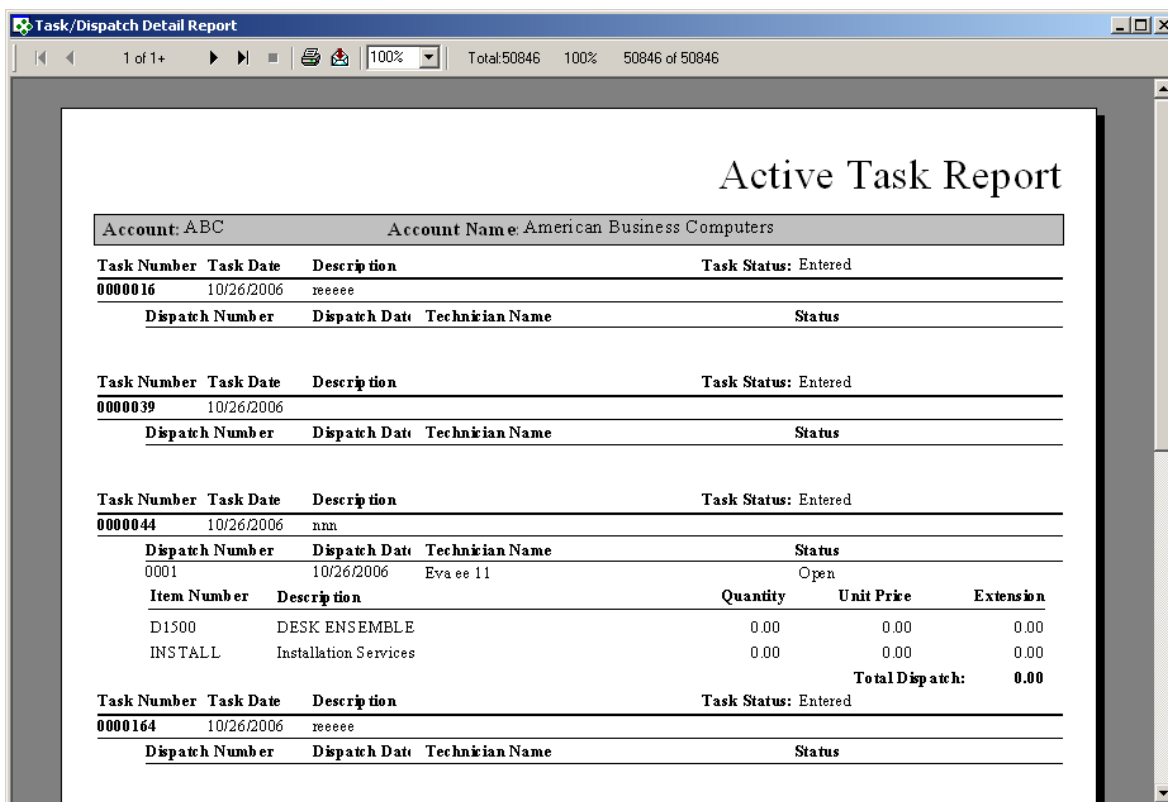 Task/Dispatch Detail Report
1 of 1+ 100% Total:50846 100% 50846 of 50846
Active Task Report
Account: ABC Account Name: American Business Computers
Task Number Task Date Description Task Status: Entered
0000016 10/26/2006 reeeee
Dispatch Number Dispatch Date Technician Name Status
Task Number Task Date Description Task Status: Entered
0000039 10/26/2006
Dispatch Number Dispatch Date Technician Name Status
Task Number Task Date Description Task Status: Entered
0000044 10/26/2006 nnn
Dispatch Number Dispatch Date Technician Name Status
0001 10/26/2006 Eva ee 11 Open
Item Number Description Quantity Unit Price Extension
D1500 DESK ENSEMBLE 0.00 0.00 0.00
INSTALL Installation Services 0.00 0.00 0.00
Total Dispatch: 0.00
Task Number Task Date Description Task Status: Entered
0000164 10/26/2006 reeeee
Dispatch Number Dispatch Date Technician Name Status